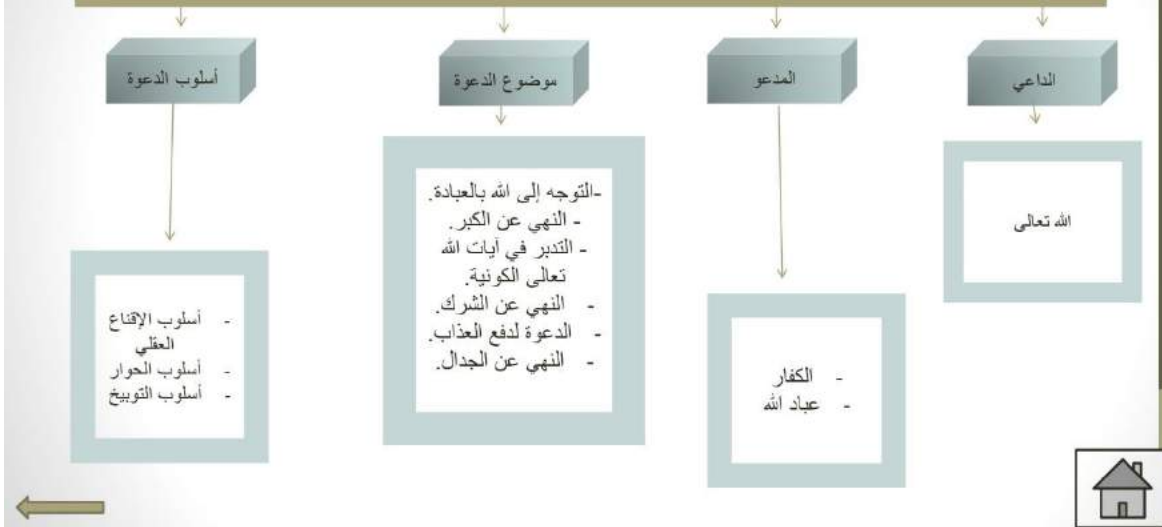 الداعي
المدعو
موضوع الدعوة
أسلوب الدعوة
الله تعالى
- الكفار
- عباد الله
-التوجه إلى الله بالعبادة.
- النهي عن الكبر.
- التدبر في آيات الله
تعالى الكونية.
- النهي عن الشرك.
- الدعوة لدفع العذاب.
- النهي عن الجدال.
- أسلوب الإقناع
العقلي
- أسلوب الحوار
- أسلوب التوبيخ